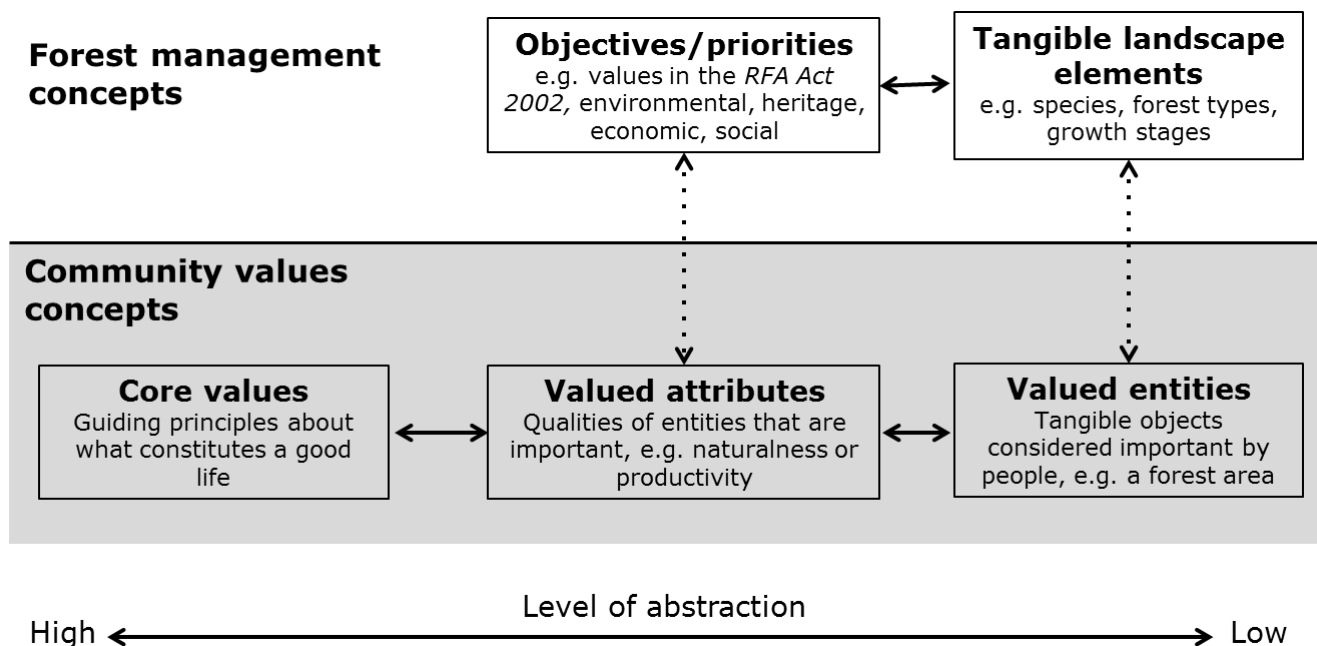 Forest management
concepts
Objectives/priorities
e.g. values in the RFA Act
2002, environmental, heritage,
economic, social
Tangible landscape
elements
e.g. species, forest types,
growth stages
Community values
concepts
Core values
Guiding principles about
what constitutes a good
life
Valued attributes
Qualities of entities that are
important, e.g. naturalness or
productivity
Valued entities
Tangible objects
considered important by
people, e.g. a forest area
Level of abstraction
High
Low